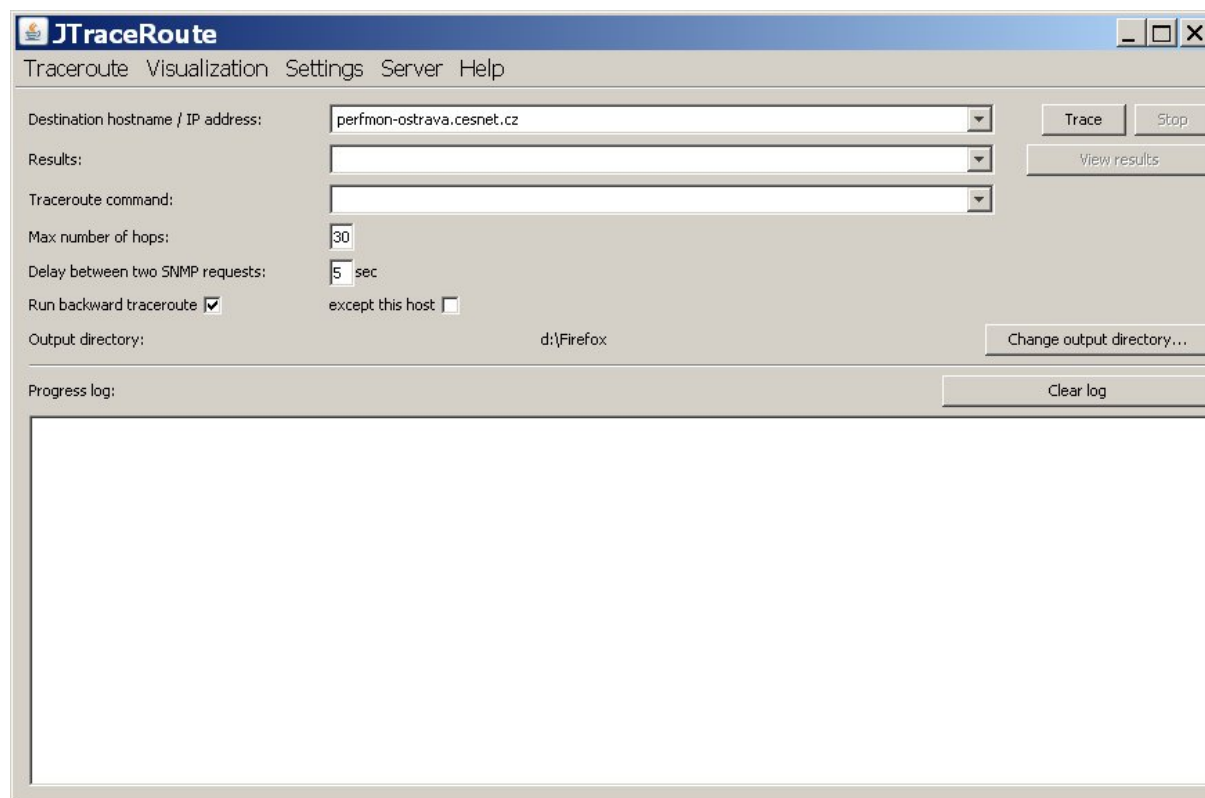 JTraceRoute
Traceroute Visualization Settings Server Help
Destination hostname / IP address: perfmon-ostrava.cesnet.cz Trace Stop
Results: View results
Traceroute command:
Max number of hops: 30
Delay between two SNMP requests: 5 sec
Run backward traceroute except this host
Output directory: d:\Firefox Change output directory...
Progress log: Clear log